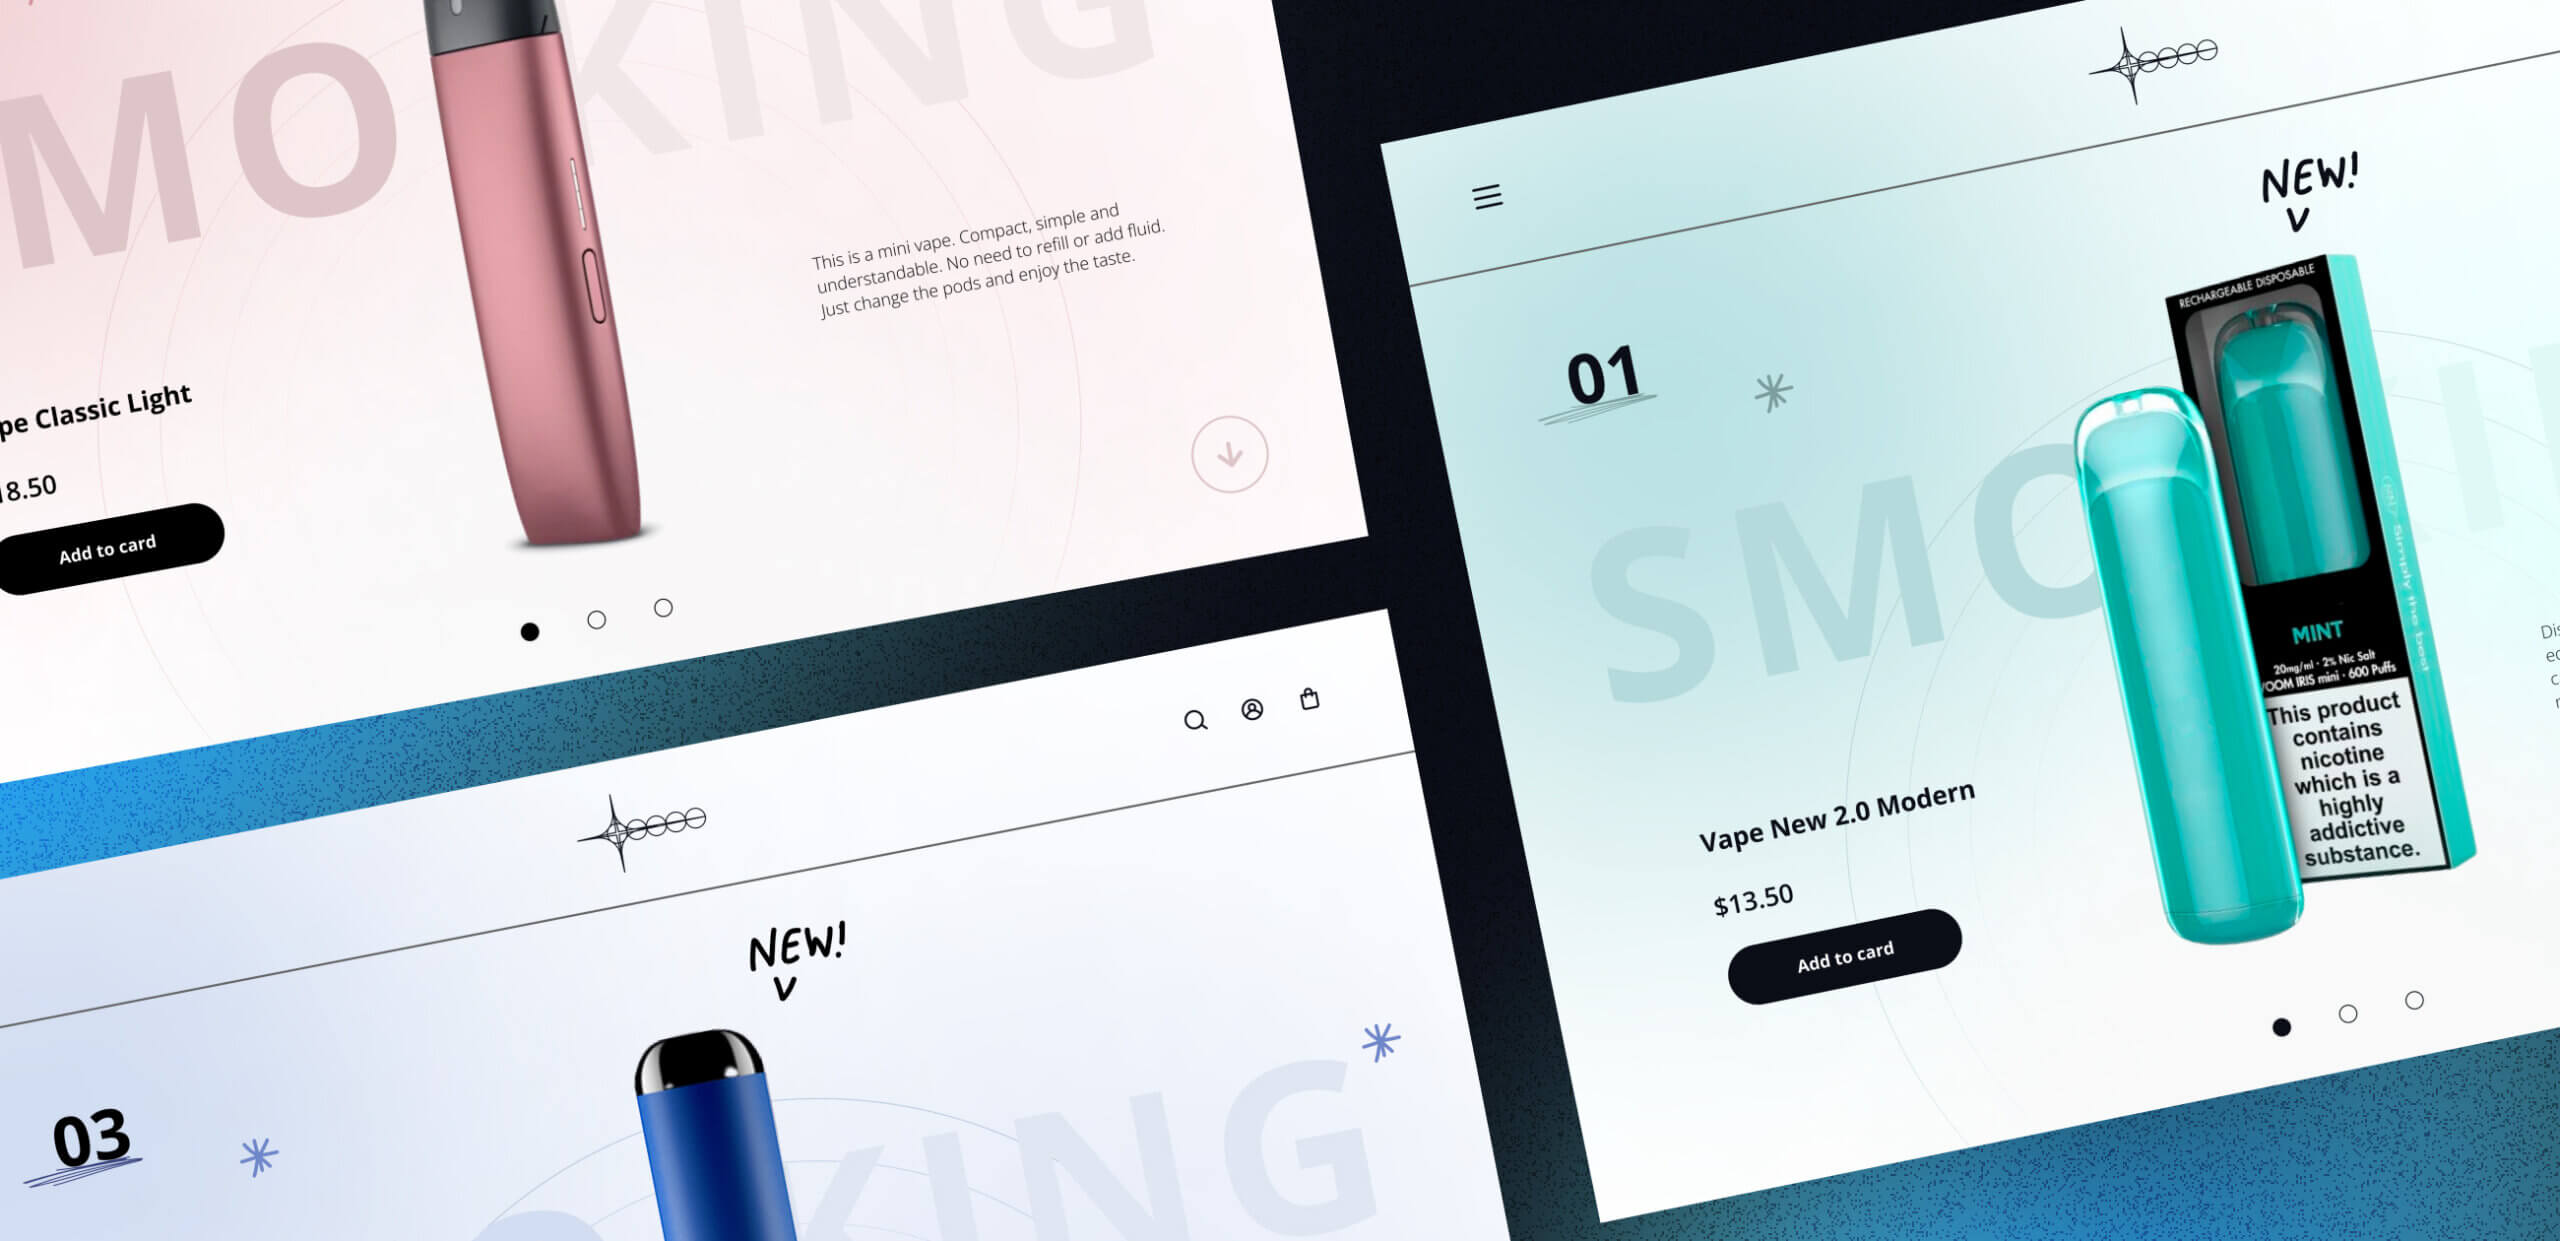 MO KING
This is a mini vape. Compact, simple and
understandable. No need to refill or add fluid.
Just change the pods and enjoy the taste.
pe Classic Light
18.50
Add to card
NEW!
03
KING
NEW!
01
SMO
RECHARGEABLE DISPOSABLE
MINT
20mg/ml · 2% Nic Salt
OOM IRIS mini · 600 Puffs
This product
contains
nicotine
which is a
highly
addictive
substance.
Simply the best
Vape New 2.0 Modern
$13.50
Add to card